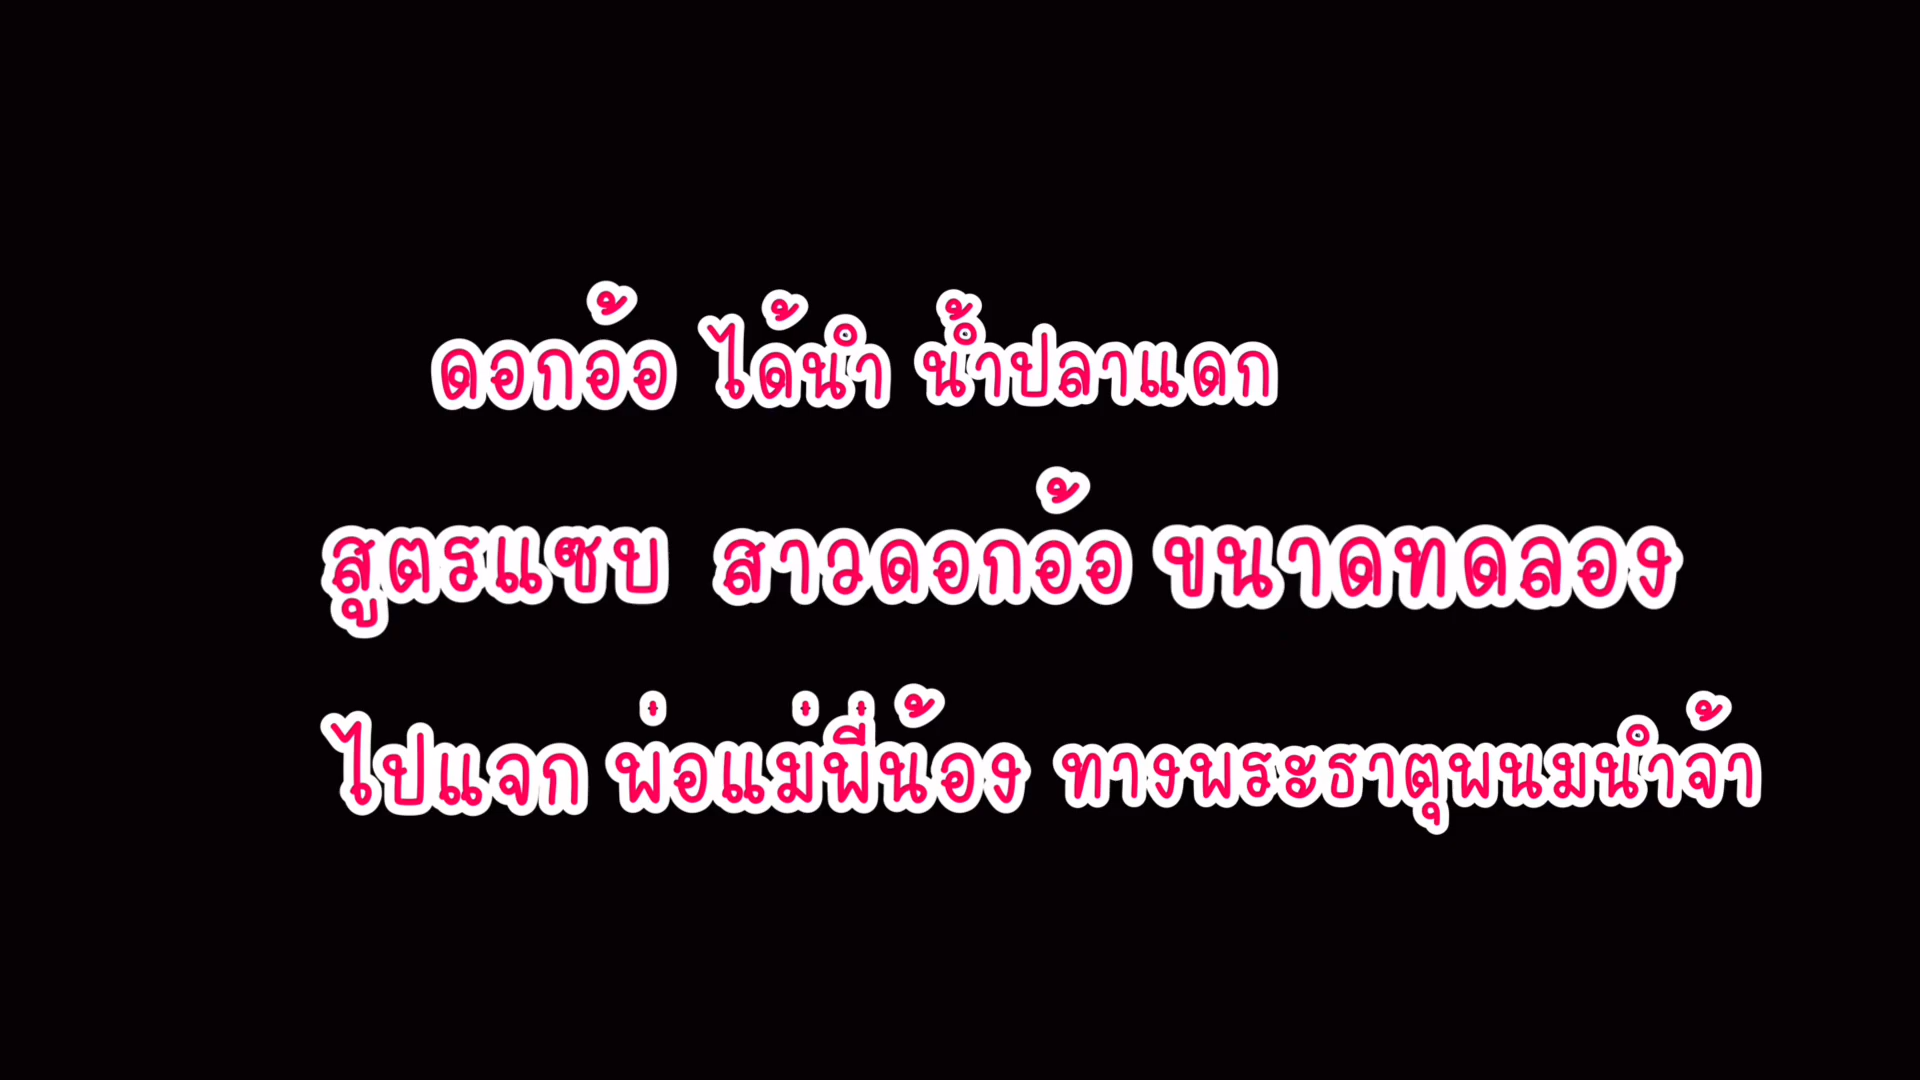 ดอกอ้อ ได้นำ น้ำปลาแดก
สูตรแซบ สาวดอกอ้อ ขนาดทดลอง
ไปแจก พ่อแม่พี่น้อง ทางพระธาตุพนมนำจ้า